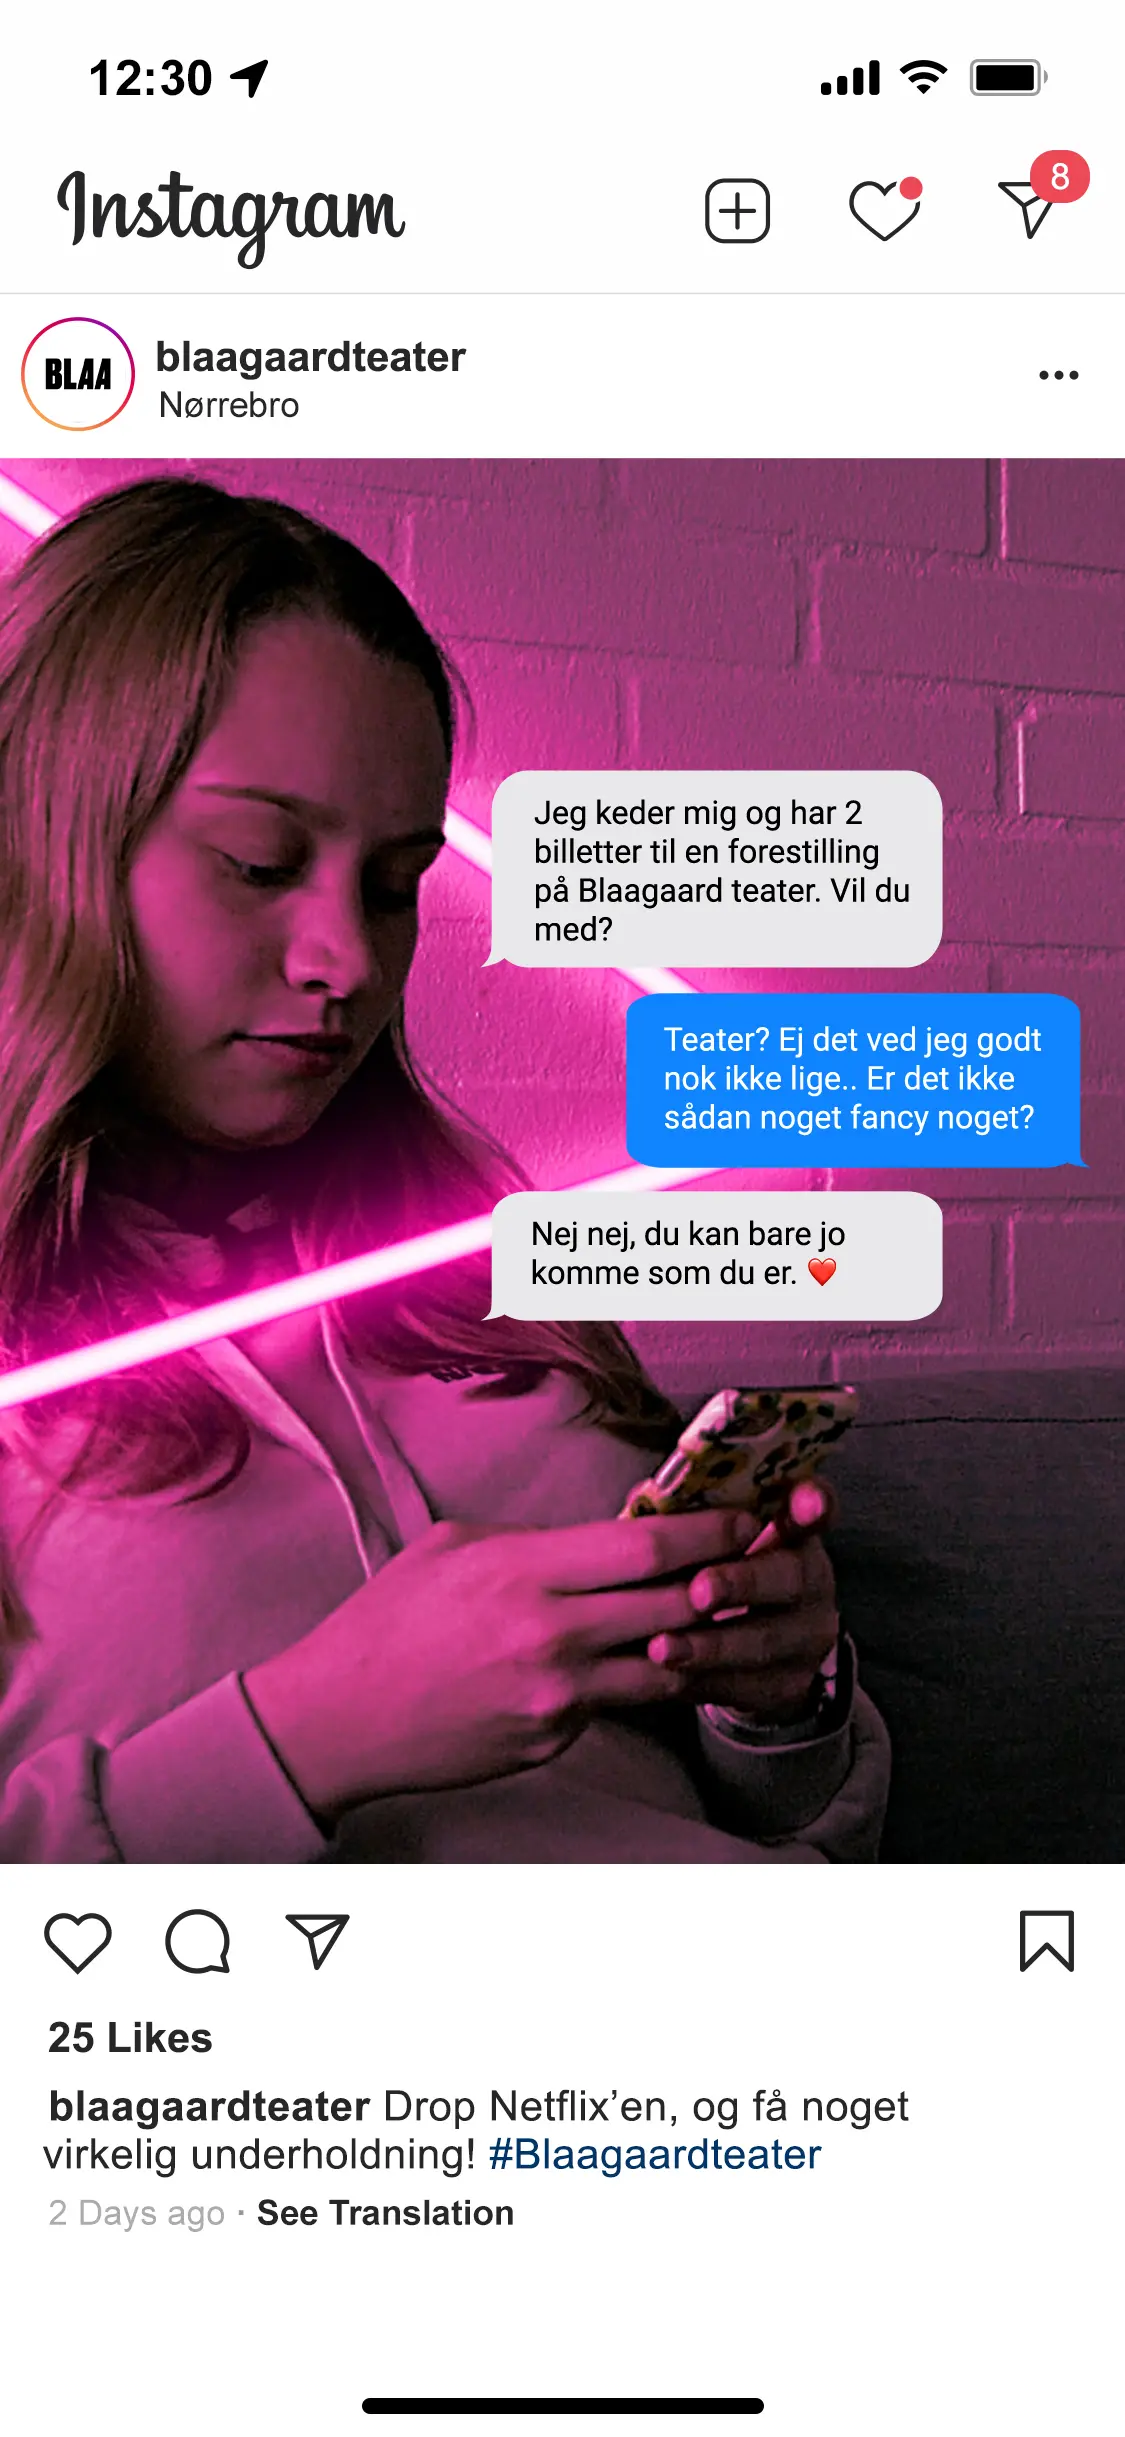 12:30
Instagram
8
BLAA
blaagaardteater
Nørrebro
Jeg keder mig og har 2
billetter til en forestilling
på Blaagaard teater. Vil du
med?
Teater? Ej det ved jeg godt
nok ikke lige.. Er det ikke
sådan noget fancy noget?
Nej nej, du kan bare jo
komme som du er. ❤️
25 Likes
blaagaardteater Drop Netflix’en, og få noget
virkelig underholdning! #Blaagaardteater
2 Days ago · See Translation